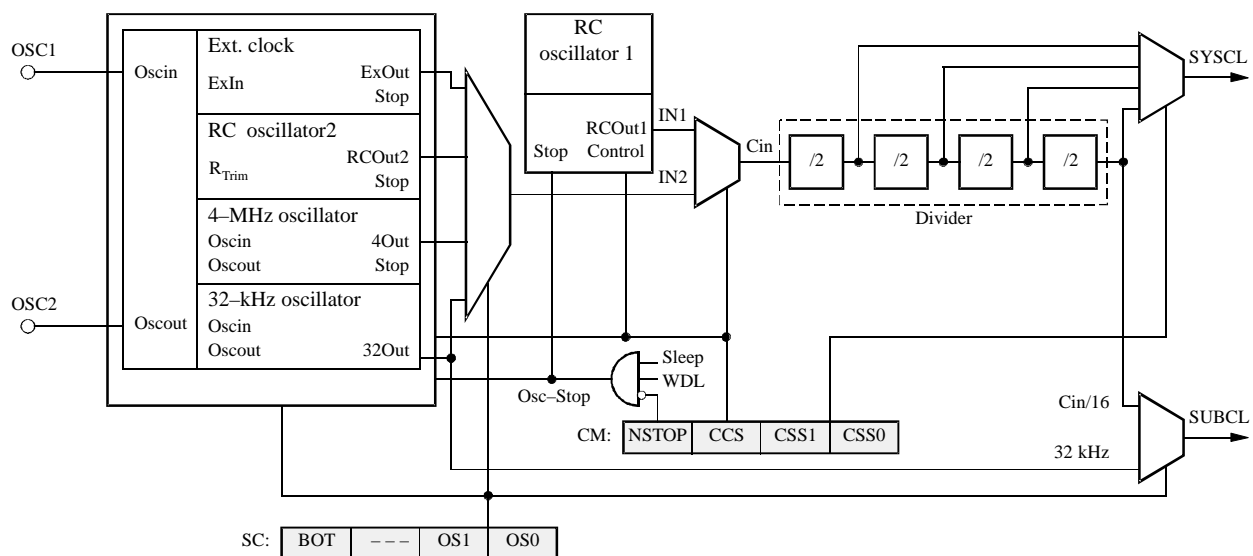 OSC1
OSC2
Oscin
Oscout
Ext. clock
ExIn
ExOut
Stop
RC oscillator2
RTrim
RCOut2
Stop
4–MHz oscillator
Oscin
4Out
Oscout
Stop
32–kHz oscillator
Oscin
Oscout
32Out
RC
oscillator 1
RCOut1
Stop
Control
IN1
IN2
Cin
/2
/2
/2
/2
Divider
SYSCL
Sleep
WDL
Osc–Stop
CM:
NSTOP
CCS
CSS1
CSS0
Cin/16
32 kHz
SUBCL
SC:
BOT
– – –
OS1
OS0